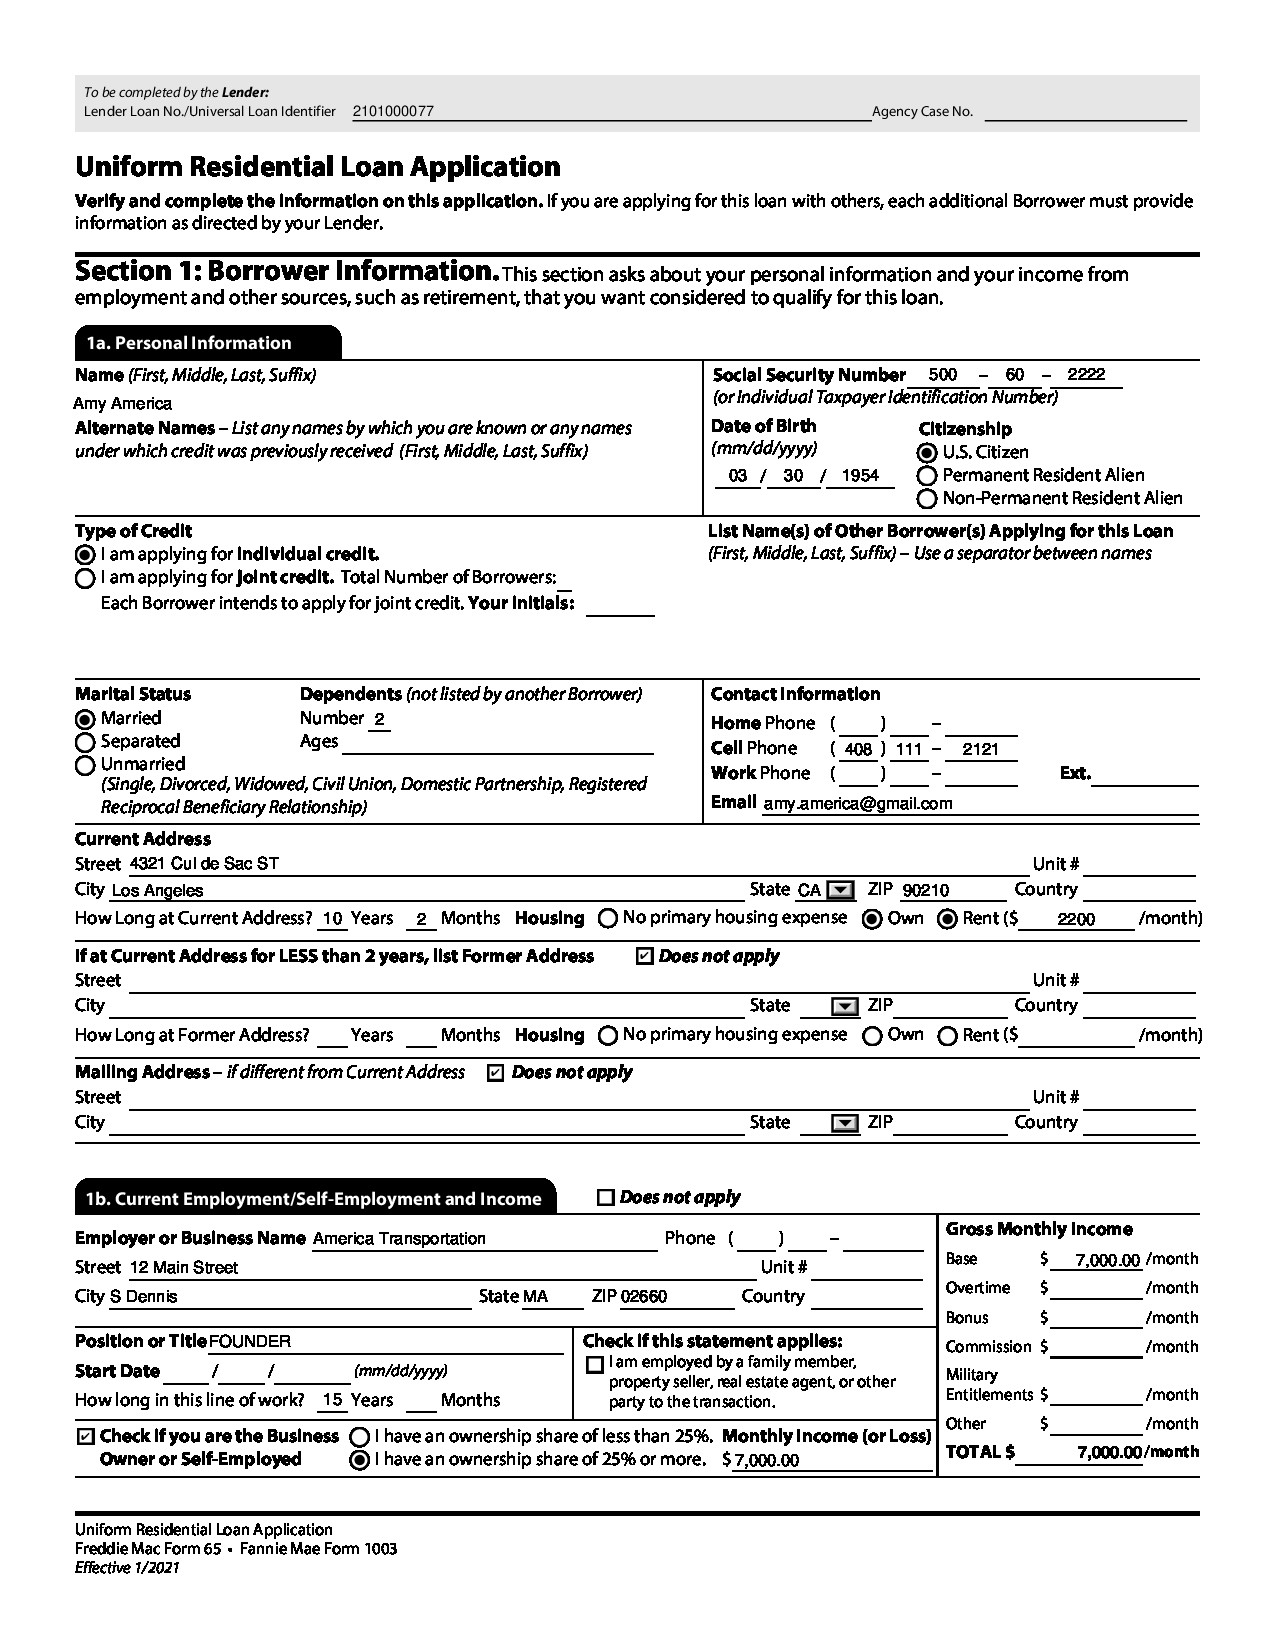 To be completed by the Lender:
Lender Loan No./Universal Loan Identifier 2101000077 Agency Case No.
Uniform Residential Loan Application
Verify and complete the information on this application. If you are applying for this loan with others, each additional Borrower must provide
information as directed by your Lender.
Section 1: Borrower Information. This section asks about your personal information and your income from
employment and other sources, such as retirement, that you want considered to qualify for this loan.
1a. Personal Information
Name (First, Middle, Last, Suffix)
Amy America
Alternate Names – List any names by which you are known or any names
under which credit was previously received (First, Middle, Last, Suffix)
Social Security Number 500 – 60 – 2222
(or Individual Taxpayer Identification Number)
Date of Birth
(mm/dd/yyyy)
03 / 30 / 1954
Citizenship
U.S. Citizen
Permanent Resident Alien
Non-Permanent Resident Alien
Type of Credit
I am applying for individual credit.
I am applying for joint credit. Total Number of Borrowers:
Each Borrower intends to apply for joint credit. Your initials:
List Name(s) of Other Borrower(s) Applying for this Loan
(First, Middle, Last, Suffix) – Use a separator between names
Marital Status
Married
Separated
Unmarried
(Single, Divorced, Widowed, Civil Union, Domestic Partnership, Registered
Reciprocal Beneficiary Relationship)
Dependents (not listed by another Borrower)
Number 2
Ages
Contact Information
Home Phone ( ) –
Cell Phone ( 408 ) 111 – 2121
Work Phone ( ) – Ext.
Email amy.america@gmail.com
Current Address
Street 4321 Cul de Sac ST Unit #
City Los Angeles State CA ZIP 90210 Country
How Long at Current Address? 10 Years 2 Months Housing No primary housing expense Own Rent ($ 2200 /month)
If at Current Address for LESS than 2 years, list Former Address Does not apply
Street Unit #
City State ZIP Country
How Long at Former Address? Years Months Housing No primary housing expense Own Rent ($ /month)
Mailing Address – if different from Current Address Does not apply
Street Unit #
City State ZIP Country
1b. Current Employment/Self-Employment and Income Does not apply
Employer or Business Name America Transportation Phone ( ) –
Street 12 Main Street Unit #
City S Dennis State MA ZIP 02660 Country
Position or Title FOUNDER
Start Date / / (mm/dd/yyyy)
How long in this line of work? 15 Years Months
Check if this statement applies:
I am employed by a family member,
property seller, real estate agent, or other
party to the transaction.
Check if you are the Business
Owner or Self-Employed
I have an ownership share of less than 25%.
I have an ownership share of 25% or more.
Monthly Income (or Loss)
$ 7,000.00
Gross Monthly Income
Base $ 7,000.00 /month
Overtime $ /month
Bonus $ /month
Commission $ /month
Military
Entitlements $ /month
Other $ /month
TOTAL $ 7,000.00 /month
Uniform Residential Loan Application
Freddie Mac Form 65 • Fannie Mae Form 1003
Effective 1/2021